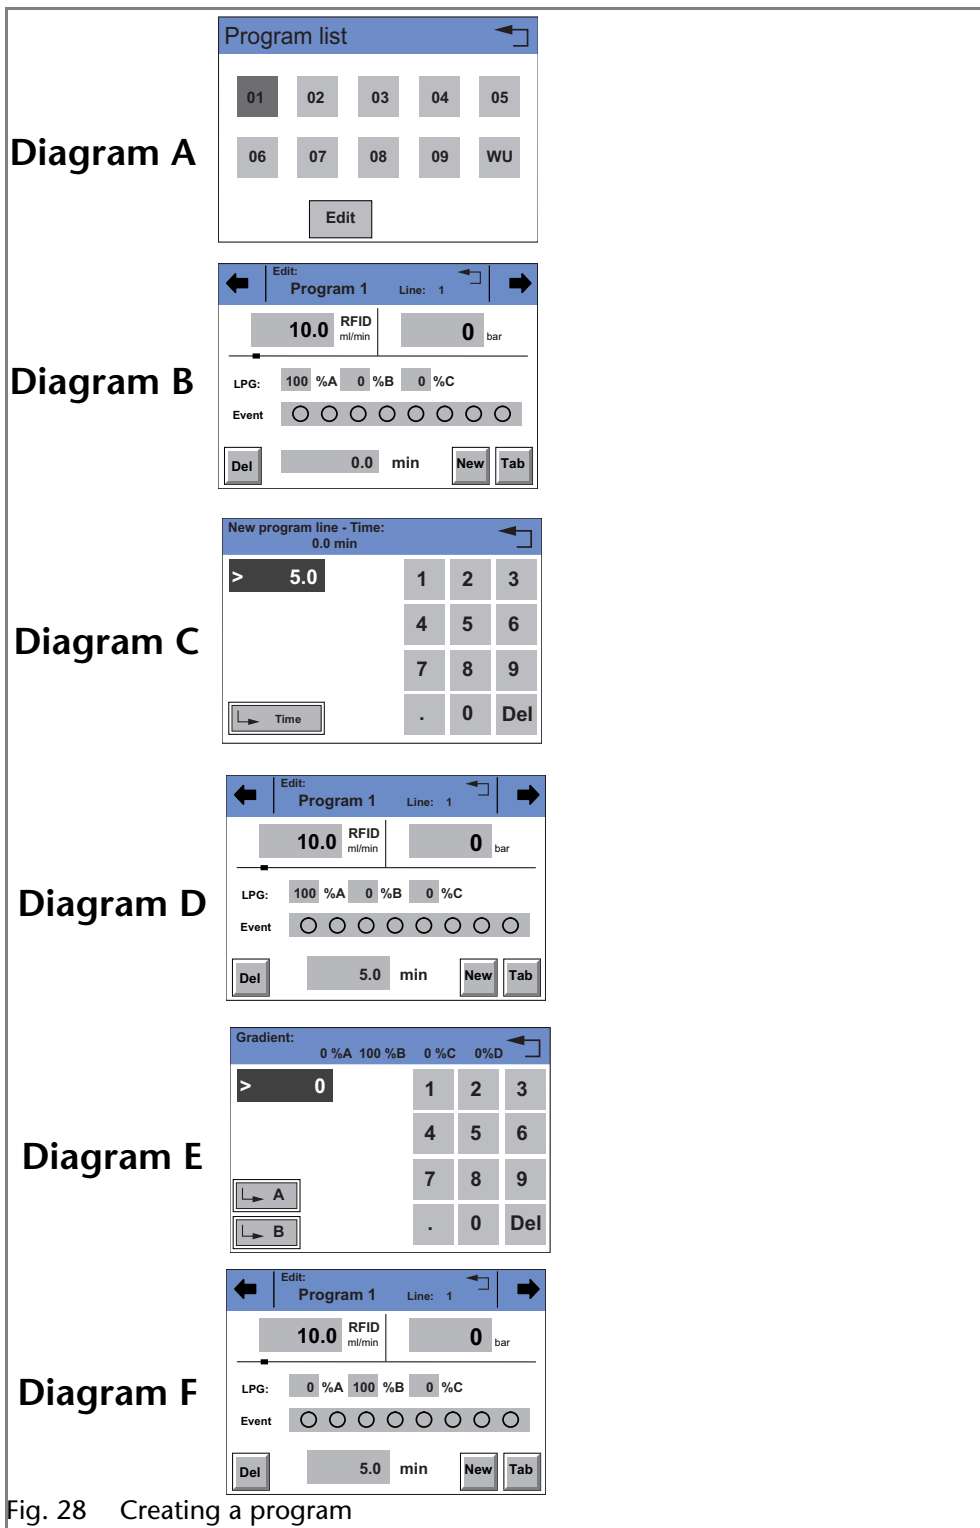 Program list
01 02 03 04 05
Diagram A
06 07 08 09 WU
Edit
Edit:
Program 1 Line: 1
10.0 RFID ml/min 0 bar
Diagram B
LPG: 100 %A 0 %B 0 %C
Event
Del 0.0 min New Tab
New program line - Time:
0.0 min
> 5.0 1 2 3
Diagram C
4 5 6
7 8 9
Time . 0 Del
Edit:
Program 1 Line: 1
10.0 RFID ml/min 0 bar
Diagram D
LPG: 100 %A 0 %B 0 %C
Event
Del 5.0 min New Tab
Gradient:
0 %A 100 %B 0 %C 0%D
> 0 1 2 3
4 5 6
Diagram E
A 7 8 9
B . 0 Del
Edit:
Program 1 Line: 1
10.0 RFID ml/min 0 bar
Diagram F
LPG: 0 %A 100 %B 0 %C
Event
Del 5.0 min New Tab
Fig. 28 Creating a program